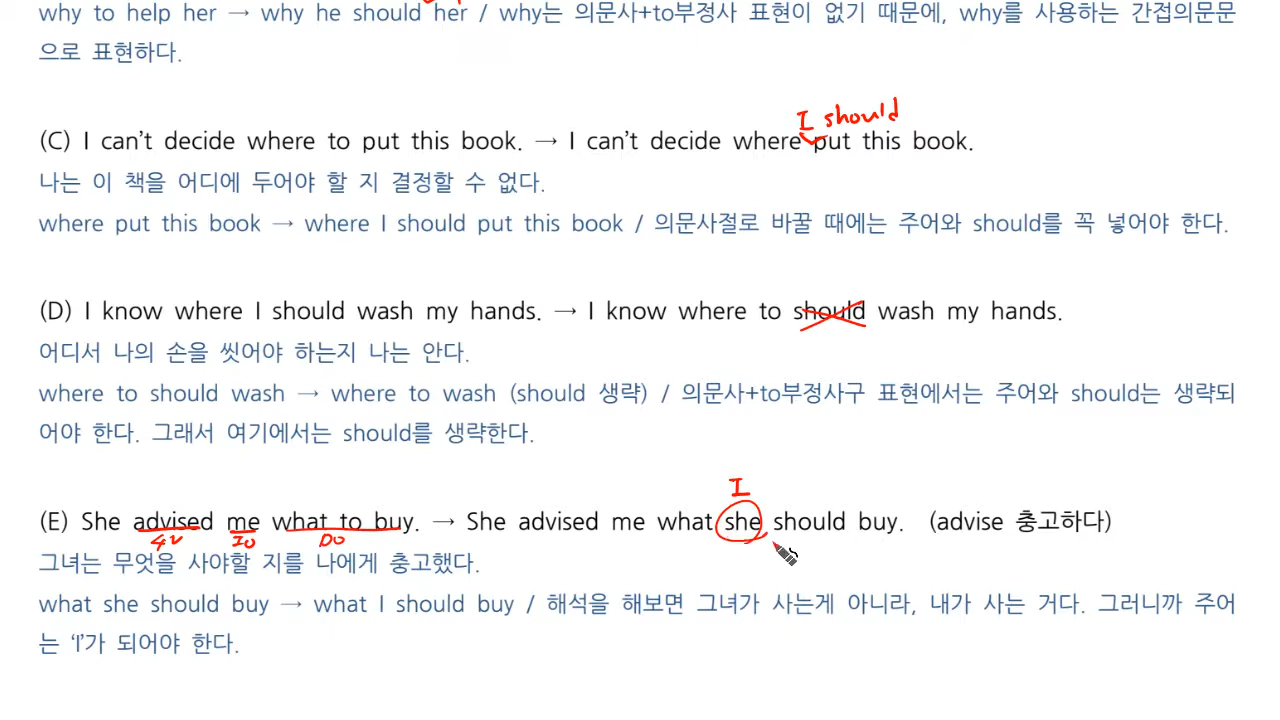 why to help her → why he should her / why는 의문사+to부정사 표현이 없기 때문에, why를 사용하는 간접의문문
으로 표현하다.
I should
(C) I can't decide where to put this book. → I can't decide where put this book.
나는 이 책을 어디에 두어야 할 지 결정할 수 없다.
where put this book → where I should put this book / 의문사절로 바꿀 때에는 주어와 should를 꼭 넣어야 한다.
(D) I know where I should wash my hands. → I know where to should wash my hands.
어디서 나의 손을 씻어야 하는지 나는 안다.
where to should wash → where to wash (should 생략) / 의문사+to부정사구 표현에서는 주어와 should는 생략되
어야 한다. 그래서 여기에서는 should를 생략한다.
I
(E) She advised me what to buy. → She advised me what she should buy. (advise 충고하다)
4V IO DO
그녀는 무엇을 사야할 지를 나에게 충고했다.
what she should buy → what I should buy / 해석을 해보면 그녀가 사는게 아니라, 내가 사는 거다. 그러니까 주어
는 'I'가 되어야 한다.